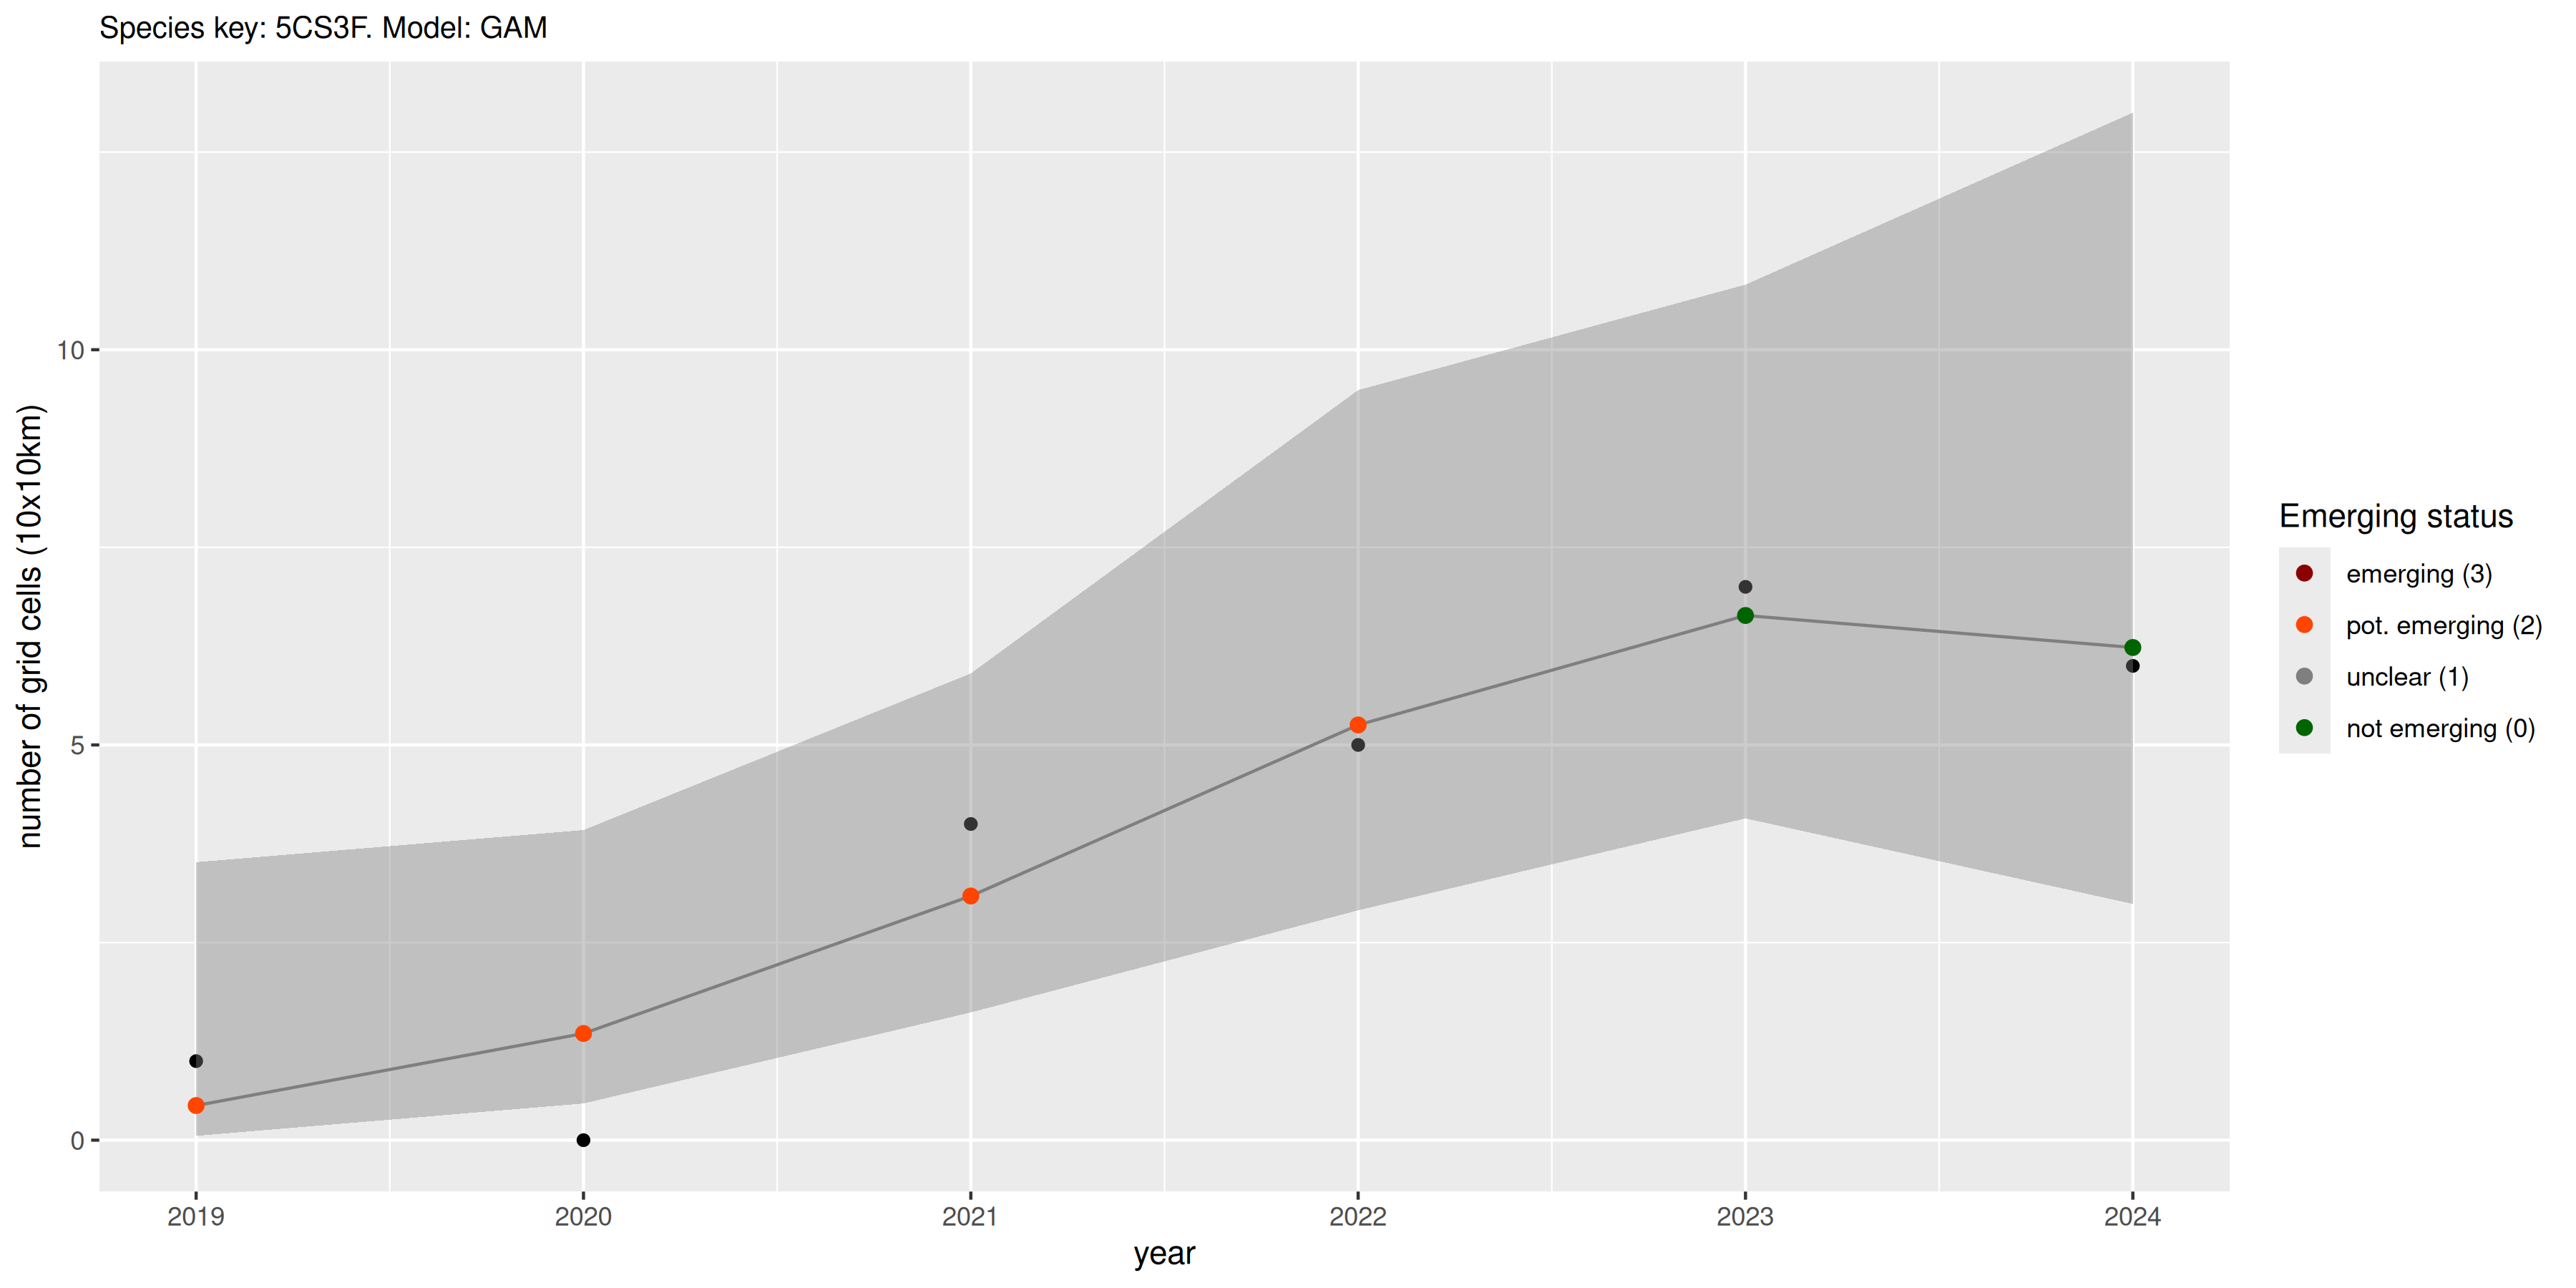 Species key: 5CS3F. Model: GAM
number of grid cells (10x10km)
10
5
0
2019 2020 2021 2022 2023 2024
year
Emerging status
emerging (3)
pot. emerging (2)
unclear (1)
not emerging (0)